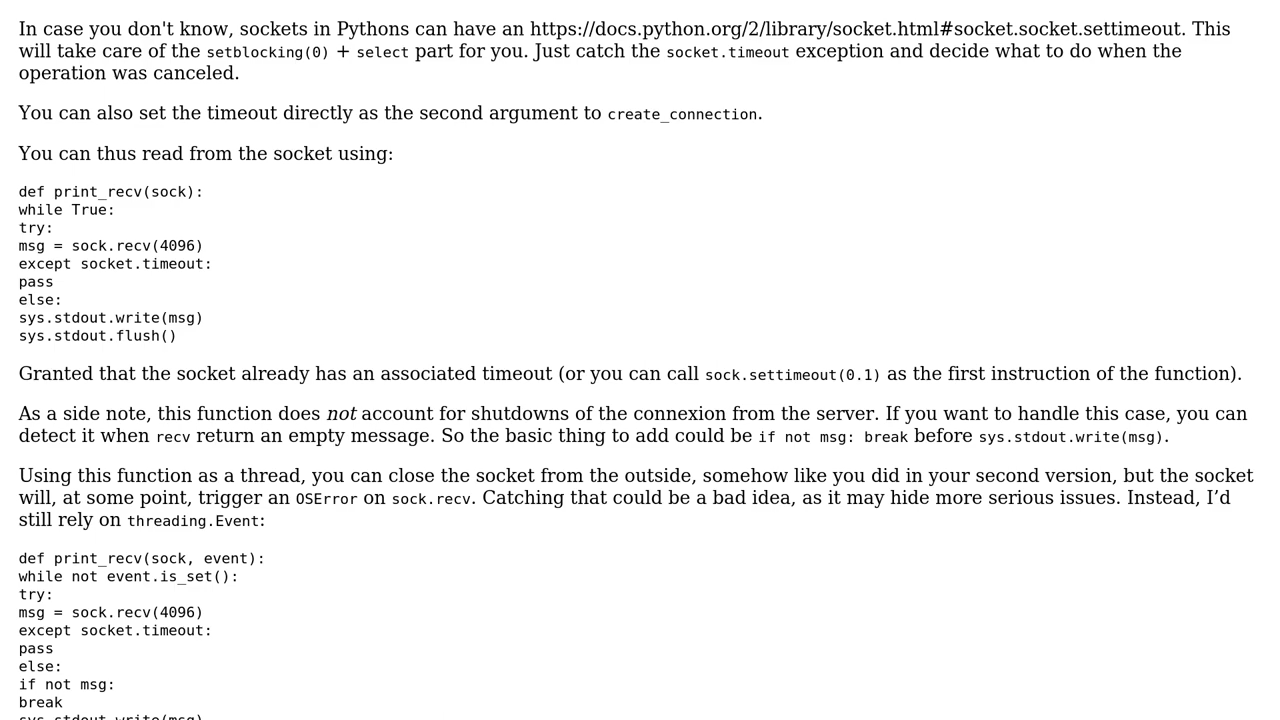 In case you don't know, sockets in Pythons can have an https://docs.python.org/2/library/socket.html#socket.socket.settimeout. This
will take care of the setblocking(0) + select part for you. Just catch the socket.timeout exception and decide what to do when the
operation was canceled.
You can also set the timeout directly as the second argument to create_connection.
You can thus read from the socket using:
def print_recv(sock):
while True:
try:
msg = sock.recv(4096)
except socket.timeout:
pass
else:
sys.stdout.write(msg)
sys.stdout.flush()
Granted that the socket already has an associated timeout (or you can call sock.settimeout(0.1) as the first instruction of the function).
As a side note, this function does not account for shutdowns of the connexion from the server. If you want to handle this case, you can
detect it when recv return an empty message. So the basic thing to add could be if not msg: break before sys.stdout.write(msg).
Using this function as a thread, you can close the socket from the outside, somehow like you did in your second version, but the socket
will, at some point, trigger an OSError on sock.recv. Catching that could be a bad idea, as it may hide more serious issues. Instead, I’d
still rely on threading.Event:
def print_recv(sock, event):
while not event.is_set():
try:
msg = sock.recv(4096)
except socket.timeout:
pass
else:
if not msg:
break
sys.stdout.write(msg)